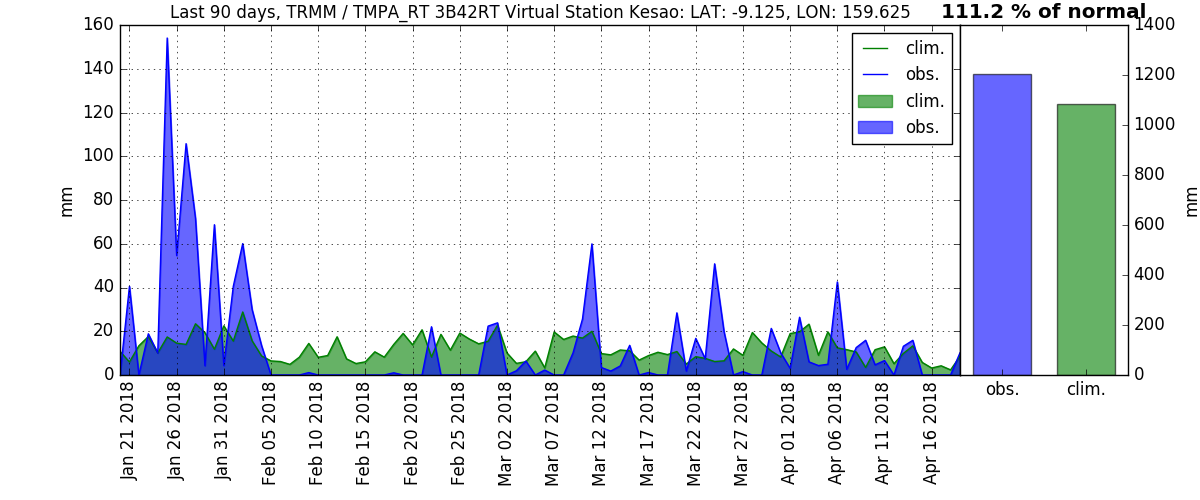 Last 90 days, TRMM / TMPA_RT 3B42RT Virtual Station Kesao: LAT: -9.125, LON: 159.625
111.2 % of normal
160
140
120
100
80
60
40
20
0
mm
clim.
obs.
clim.
obs.
1400
1200
1000
800
600
400
200
0
mm
Jan 21 2018
Jan 26 2018
Jan 31 2018
Feb 05 2018
Feb 10 2018
Feb 15 2018
Feb 20 2018
Feb 25 2018
Mar 02 2018
Mar 07 2018
Mar 12 2018
Mar 17 2018
Mar 22 2018
Mar 27 2018
Apr 01 2018
Apr 06 2018
Apr 11 2018
Apr 16 2018
obs.
clim.